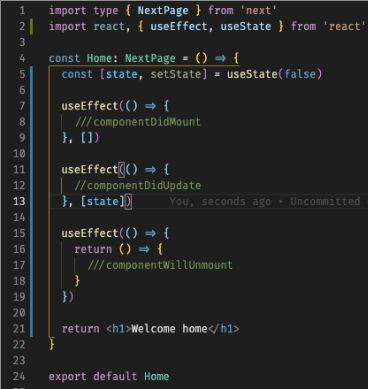 1 import type { NextPage } from 'next'
2 import react, { useEffect, useState } from 'react'
3
4 const Home: NextPage = () => {
5 const [state, setState] = useState(false)
6
7 useEffect(() => {
8 ///componentDidMount
9 }, [])
10
11 useEffect(() => {
12 //componentDidUpdate
13 }, [state]) You, seconds ago • Uncommitted
14
15 useEffect(() => {
16 return () => {
17 ///componentWillUnmount
18 }
19 })
20
21 return <h1>Welcome home</h1>
22 }
23
24 export default Home